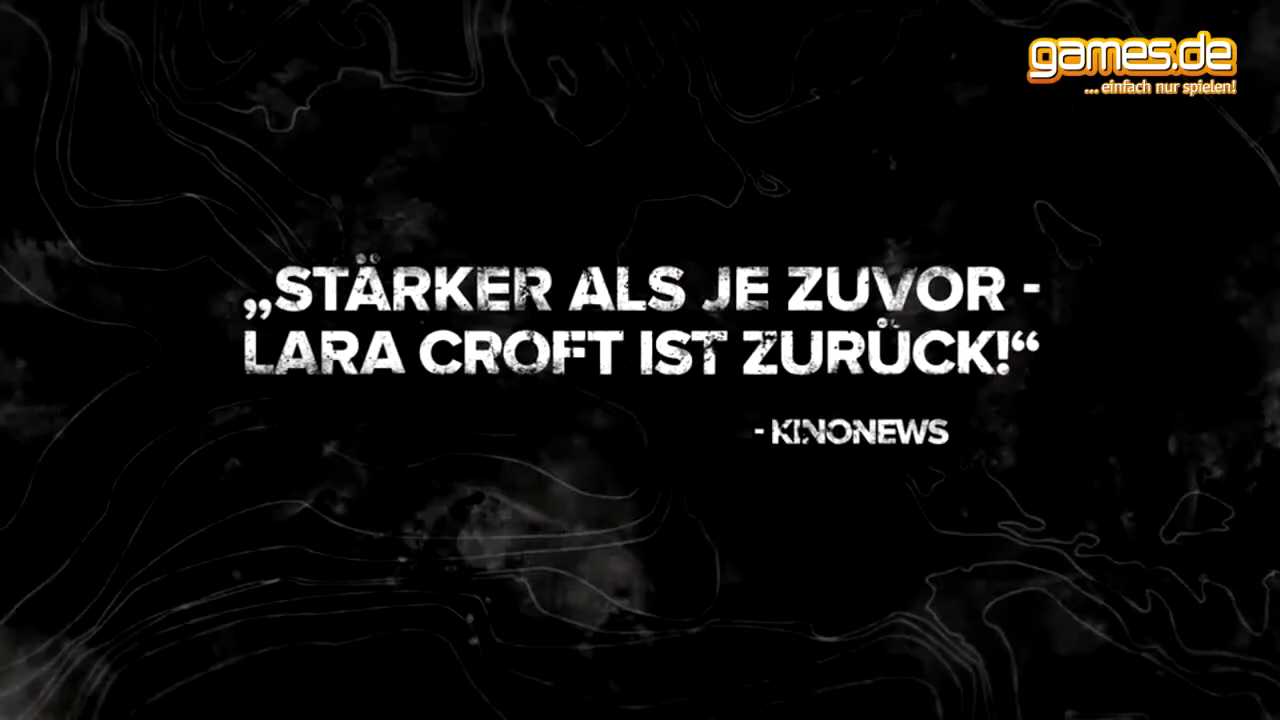 games.de
... einfach nur spielen!
„STÄRKER ALS JE ZUVOR -
LARA CROFT IST ZURÜCK!“
- KINONEWS